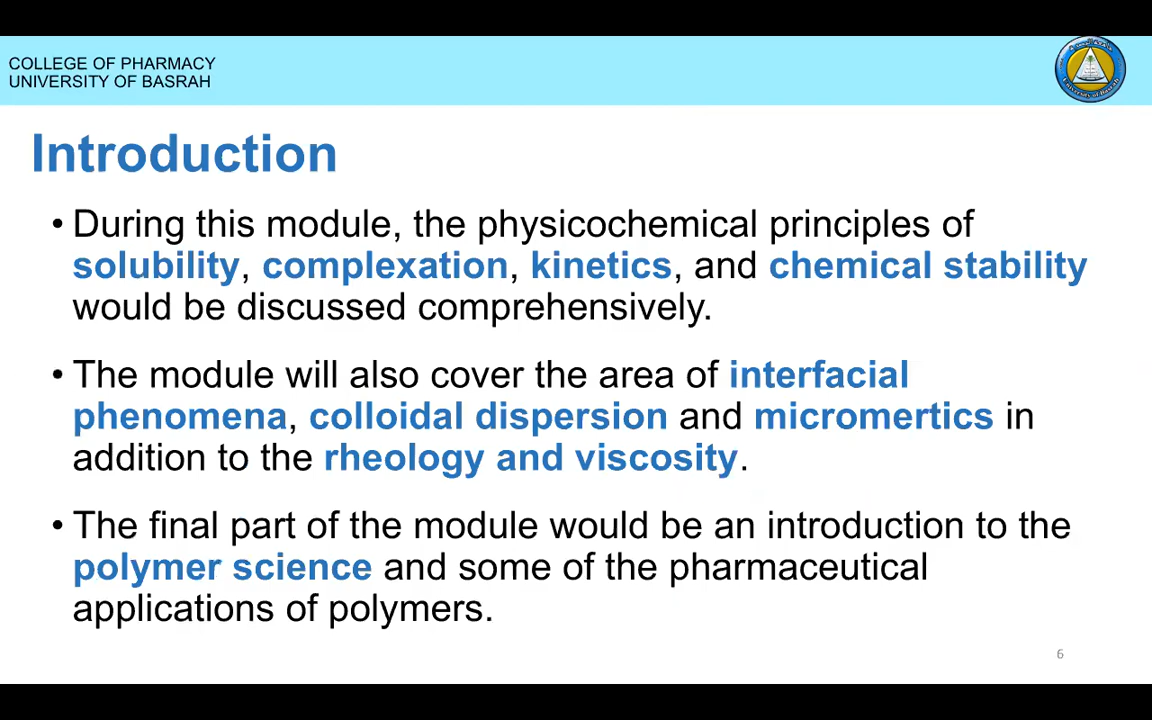 COLLEGE OF PHARMACY
UNIVERSITY OF BASRAH
Introduction
• During this module, the physicochemical principles of
solubility, complexation, kinetics, and chemical stability
would be discussed comprehensively.
• The module will also cover the area of interfacial
phenomena, colloidal dispersion and micromertics in
addition to the rheology and viscosity.
• The final part of the module would be an introduction to the
polymer science and some of the pharmaceutical
applications of polymers.
6